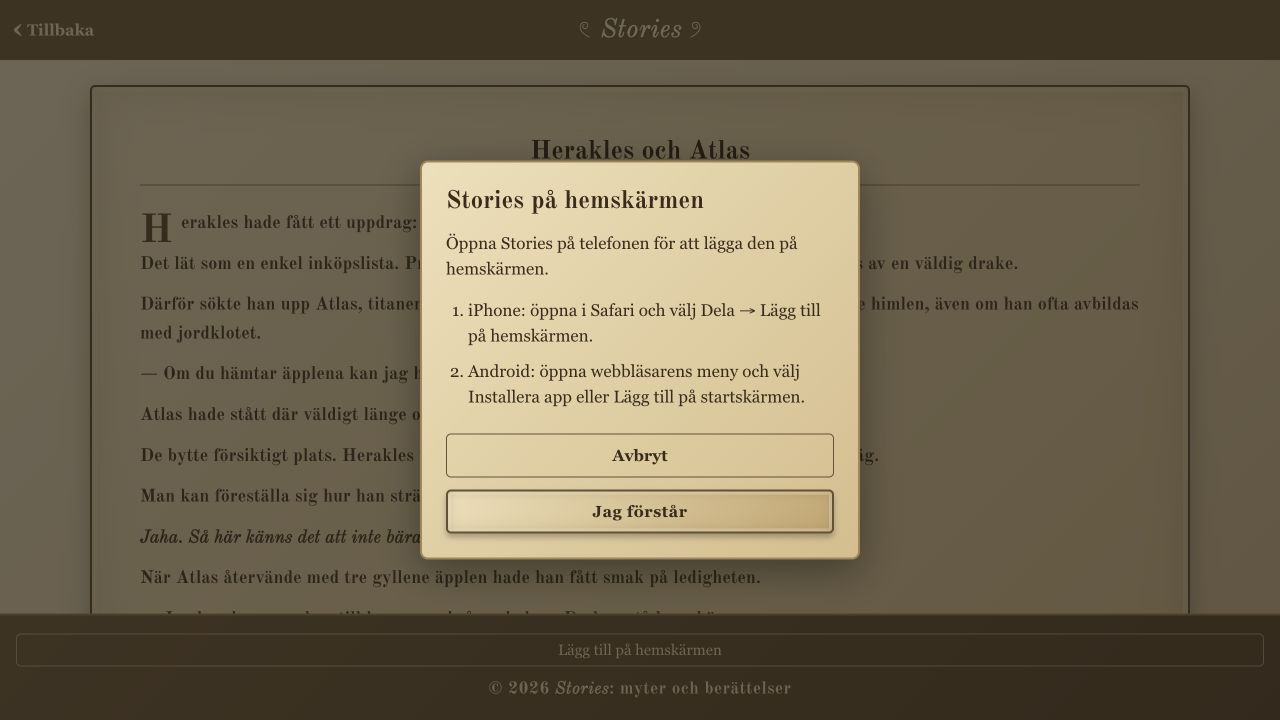 Tillbaka
Stories
Herakles och Atlas
Herakles hade fått ett uppdrag:
Det lät som en enkel inköpslista.
av en väldig drake.
Därför sökte han upp Atlas,
himlen, även om han ofta avbildas
med jordklotet.
— Om du hämtar äpplena kan jag
Atlas hade stått där väldigt länge
De bytte försiktigt plats. Herakles
Man kan föreställa sig hur han
Jaha. Så här känns det att inte
När Atlas återvände med tre gyllene äpplen hade han fått smak på ledigheten.
Stories på hemskärmen
Öppna Stories på telefonen för att lägga den på
hemskärmen.
1. iPhone: öppna i Safari och välj Dela → Lägg till
på hemskärmen.
2. Android: öppna webbläsarens meny och välj
Installera app eller Lägg till på startskärmen.
Avbryt
Jag förstår
Lägg till på hemskärmen
© 2026 Stories: myter och berättelser